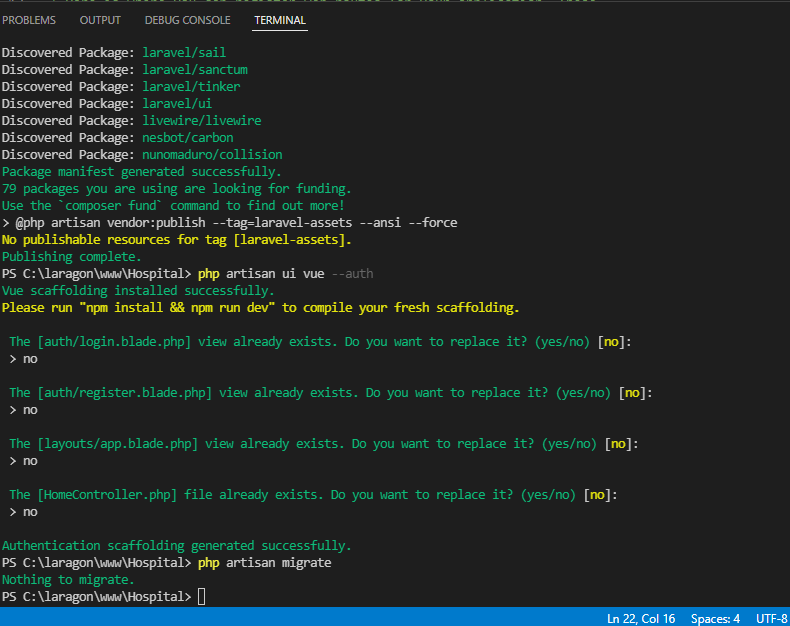 PROBLEMS OUTPUT DEBUG CONSOLE TERMINAL
Discovered Package: laravel/sail
Discovered Package: laravel/sanctum
Discovered Package: laravel/tinker
Discovered Package: laravel/ui
Discovered Package: livewire/livewire
Discovered Package: nesbot/carbon
Discovered Package: nunomaduro/collision
Package manifest generated successfully.
79 packages you are using are looking for funding.
Use the `composer fund` command to find out more!
> @php artisan vendor:publish --tag=laravel-assets --ansi --force
No publishable resources for tag [laravel-assets].
Publishing complete.
PS C:\laragon\www\Hospital> php artisan ui vue --auth
Vue scaffolding installed successfully.
Please run "npm install && npm run dev" to compile your fresh scaffolding.
The [auth/login.blade.php] view already exists. Do you want to replace it? (yes/no) [no]:
> no
The [auth/register.blade.php] view already exists. Do you want to replace it? (yes/no) [no]:
> no
The [layouts/app.blade.php] view already exists. Do you want to replace it? (yes/no) [no]:
> no
The [HomeController.php] file already exists. Do you want to replace it? (yes/no) [no]:
> no
Authentication scaffolding generated successfully.
PS C:\laragon\www\Hospital> php artisan migrate
Nothing to migrate.
PS C:\laragon\www\Hospital>
Ln 22, Col 16 Spaces: 4 UTF-8